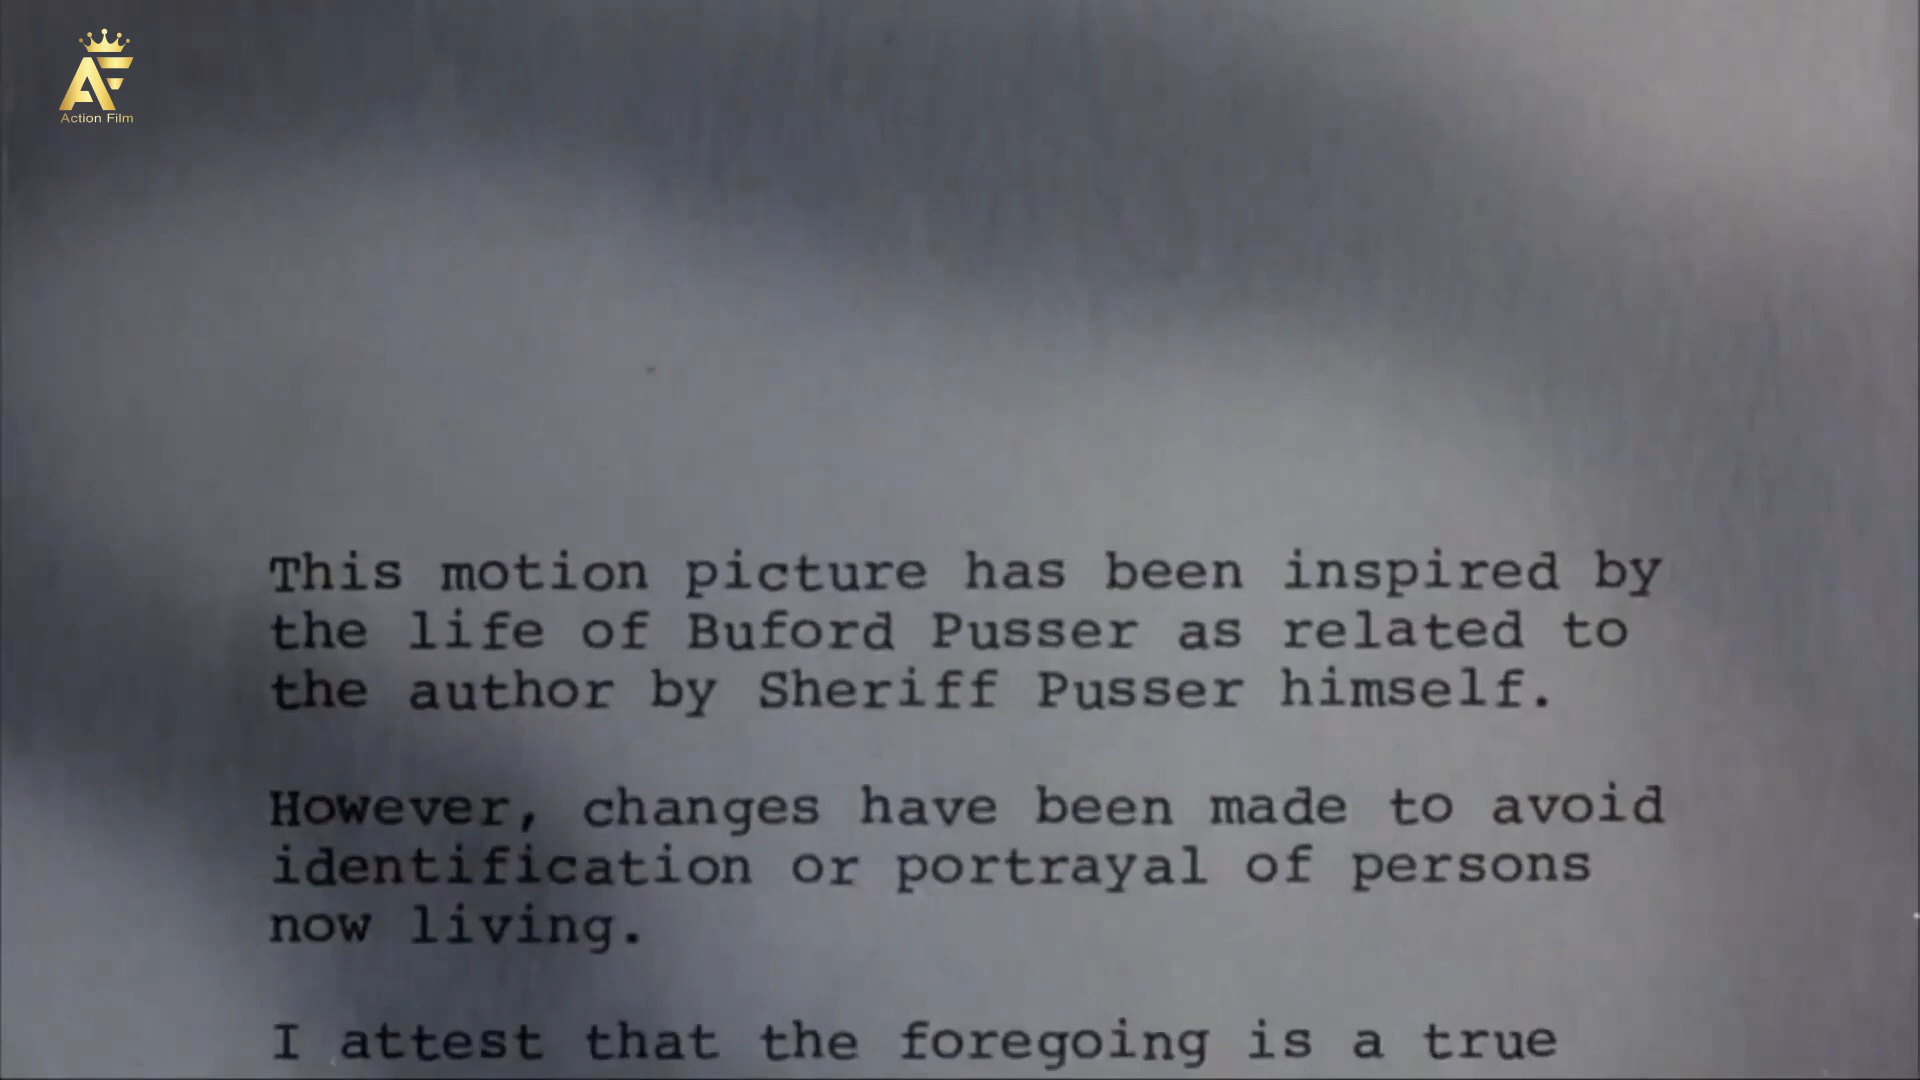 AF
Action Film
This motion picture has been inspired by
the life of Buford Pusser as related to
the author by Sheriff Pusser himself.
However, changes have been made to avoid
identification or portrayal of persons
now living.
I attest that the foregoing is a true